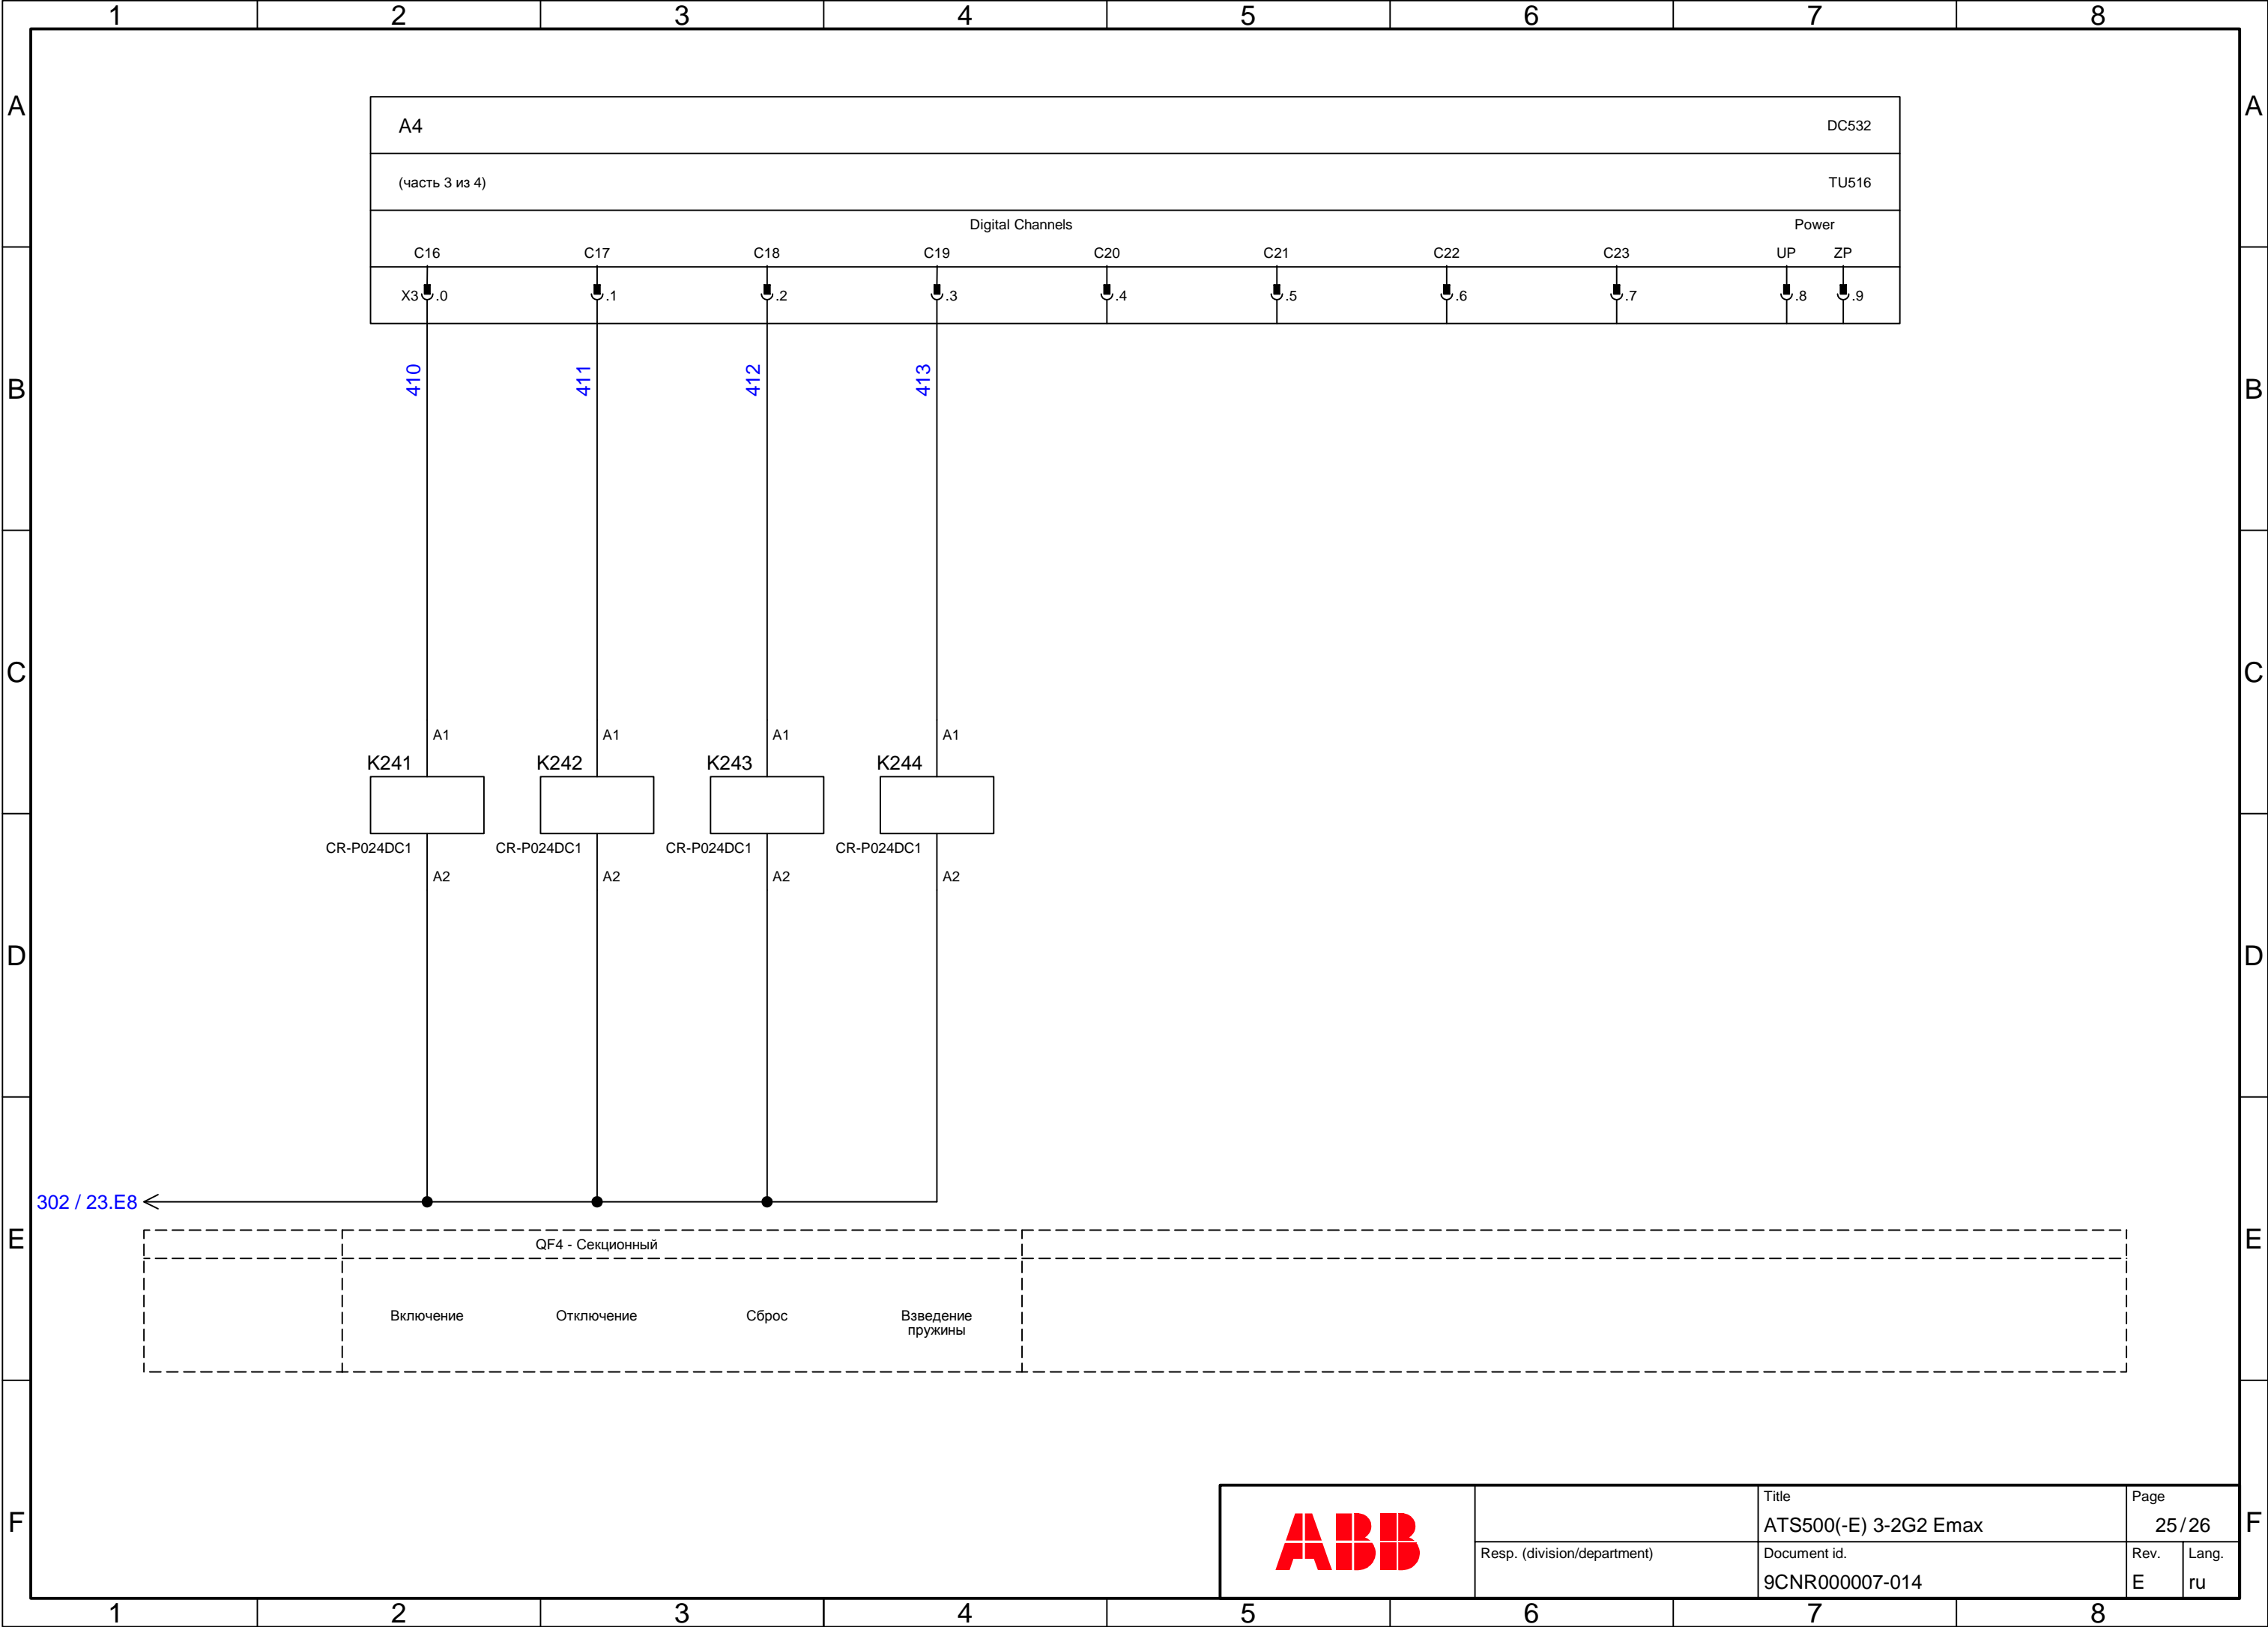 1 2 3 4 5 6 7 8
A A
A4 DC532
(часть 3 из 4) TU516
Digital Channels Power
C16 C17 C18 C19 C20 C21 C22 C23 UP ZP
X3 .0 .1 .2 .3 .4 .5 .6 .7 .8 .9
410 411 412 413
B B
C C
A1 A1 A1 A1
K241 K242 K243 K244
CR-P024DC1 CR-P024DC1 CR-P024DC1 CR-P024DC1
A2 A2 A2 A2
D D
302 / 23.E8
E E
QF4 - Секционный
Включение Отключение Сброс Взведение
пружины
F F
ABB
Title
ATS500(-E) 3-2G2 Emax
Page
25/26
Resp. (division/department)
Document id.
9CNR000007-014
Rev.
E
Lang.
ru
1 2 3 4 5 6 7 8